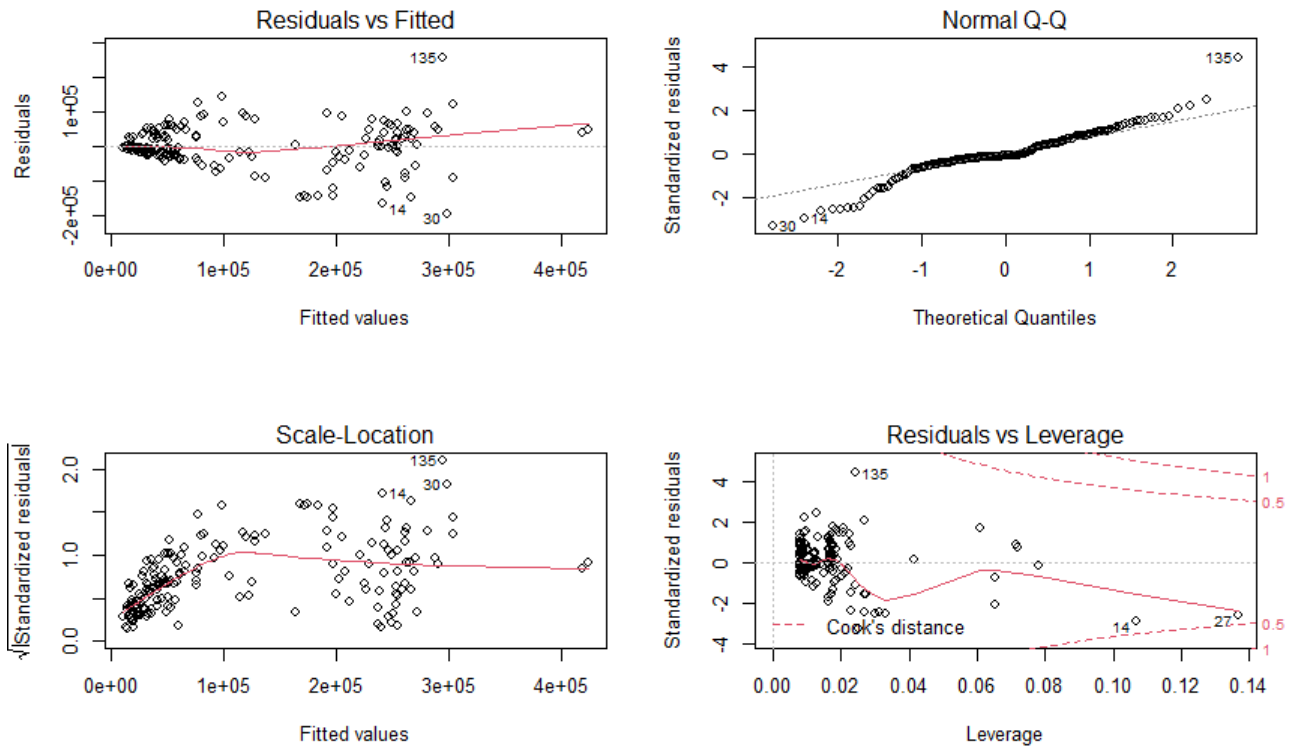 Residuals vs Fitted
Residuals
1e+05
-2e+05
135
14
30
0e+00 1e+05 2e+05 3e+05 4e+05
Fitted values
Normal Q-Q
Standardized residuals
4
2
0
-2
135
30
14
-2 -1 0 1 2
Theoretical Quantiles
Scale-Location
√|Standardized residuals|
2.0
1.0
0.0
135
30
14
0e+00 1e+05 2e+05 3e+05 4e+05
Fitted values
Residuals vs Leverage
Standardized residuals
4
2
0
-2
-4
135
1
0.5
Cook's distance
14
27
0.5
1
0.00 0.02 0.04 0.06 0.08 0.10 0.12 0.14
Leverage